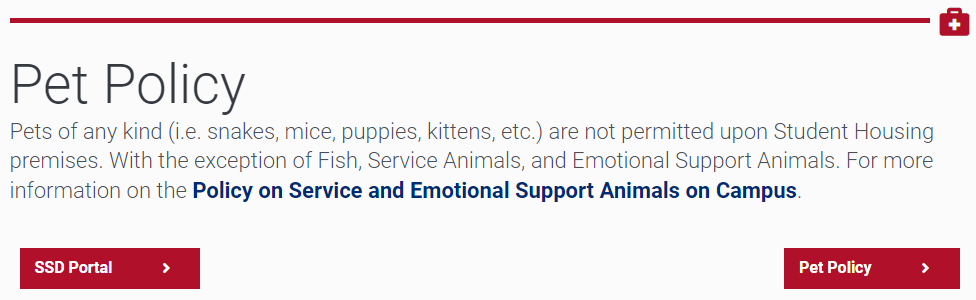 Pet Policy
Pets of any kind (i.e. snakes, mice, puppies, kittens, etc.) are not permitted upon Student Housing
premises. With the exception of Fish, Service Animals, and Emotional Support Animals. For more
information on the Policy on Service and Emotional Support Animals on Campus.
SSD Portal
Pet Policy